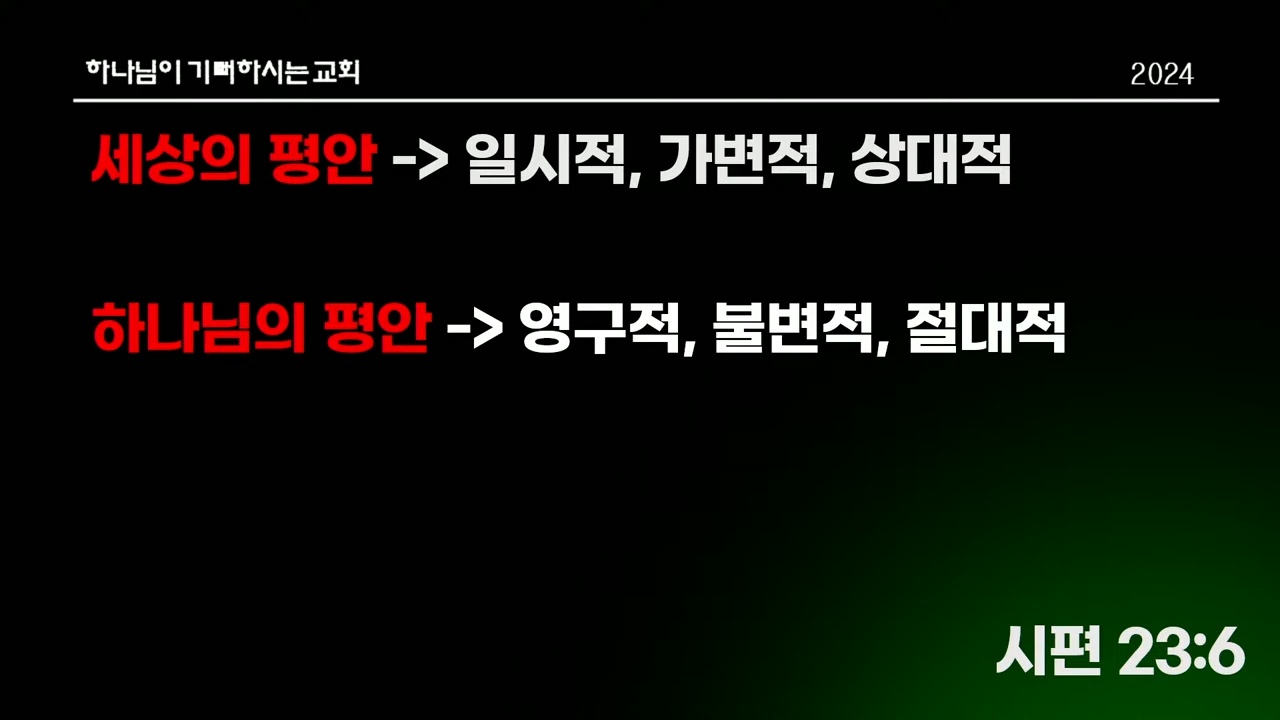 하나님이 기뻐하시는 교회
2024
세상의 평안 -> 일시적, 가변적, 상대적
하나님의 평안 -> 영구적, 불변적, 절대적
시편 23:6